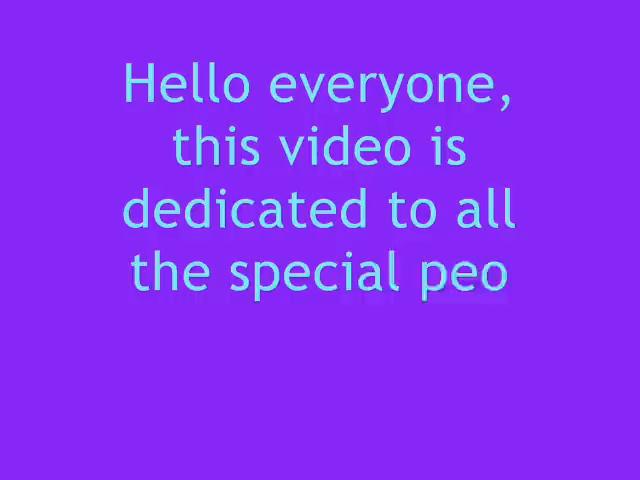 Hello everyone,
this video is
dedicated to all
the special peo